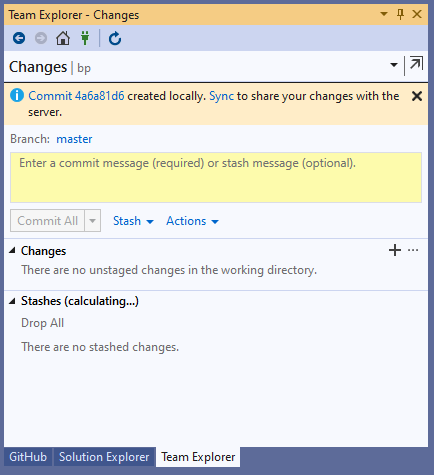 Team Explorer - Changes
Changes | bp
Commit 4a6a81d6 created locally. Sync to share your changes with the
server.
Branch: master
Enter a commit message (required) or stash message (optional).
Commit All Stash Actions
Changes
There are no unstaged changes in the working directory.
Stashes (calculating...)
Drop All
There are no stashed changes.
GitHub Solution Explorer Team Explorer